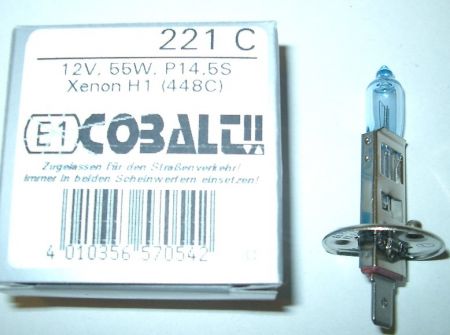 221 C
12V, 55W, P14.5S
Xenon H1 (448C)
E1 COBALT!!
Zugelassen für den Straßenverkehr!
Immer in beiden Scheinwerfern einsetzen!
4 010356 570542